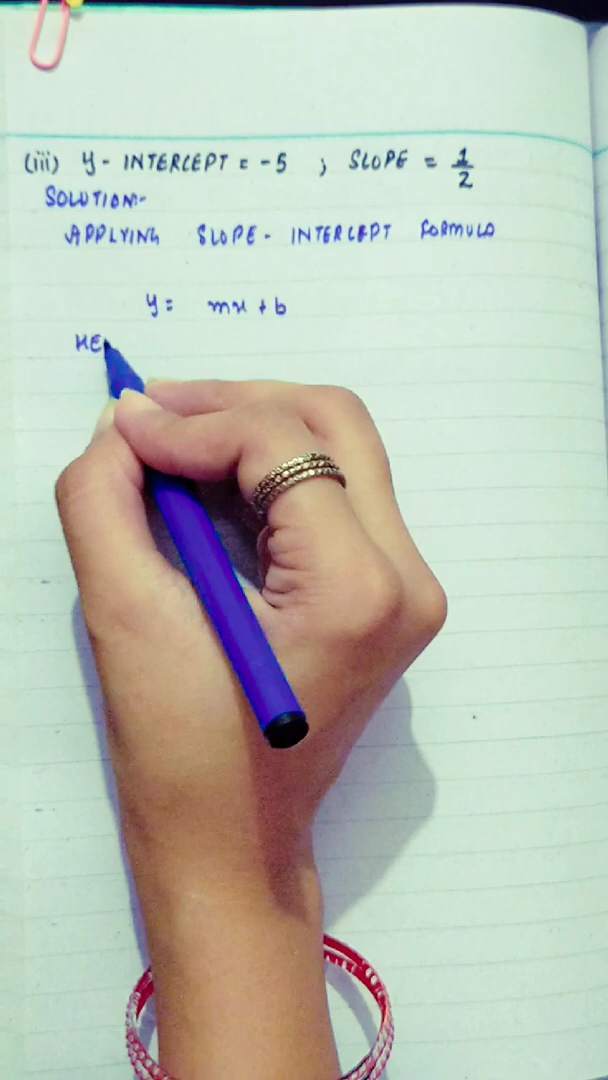 (iii) Y - INTERCEPT = -5 ; SLOPE = 1/2
SOLUTION:-
APPLYING SLOPE - INTERCEPT FORMULA
y = mx + b
HE